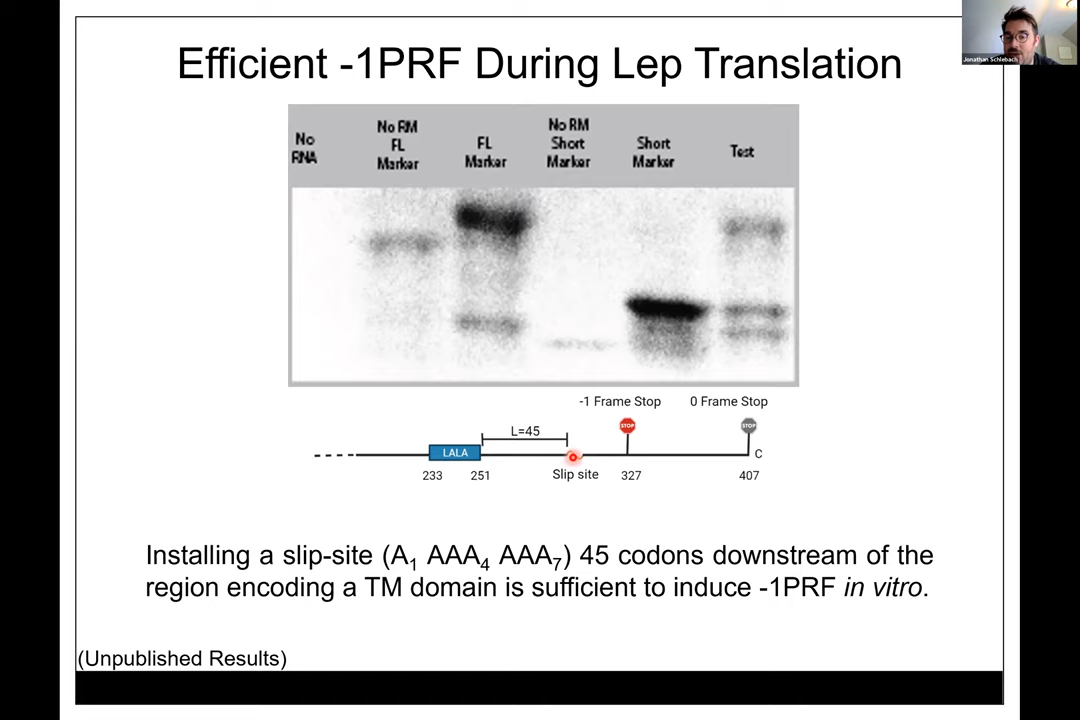 Efficient -1PRF During Lep Translation
Jonathan Schlebach
No
RNA
No RM
FL
Marker
FL
Marker
No RM
Short
Marker
Short
Marker
Test
-1 Frame Stop
0 Frame Stop
L=45
STOP
STOP
LALA
C
233
251
Slip site
327
407
Installing a slip-site (A₁ AAA₄ AAA₇) 45 codons downstream of the
region encoding a TM domain is sufficient to induce -1PRF in vitro.
(Unpublished Results)